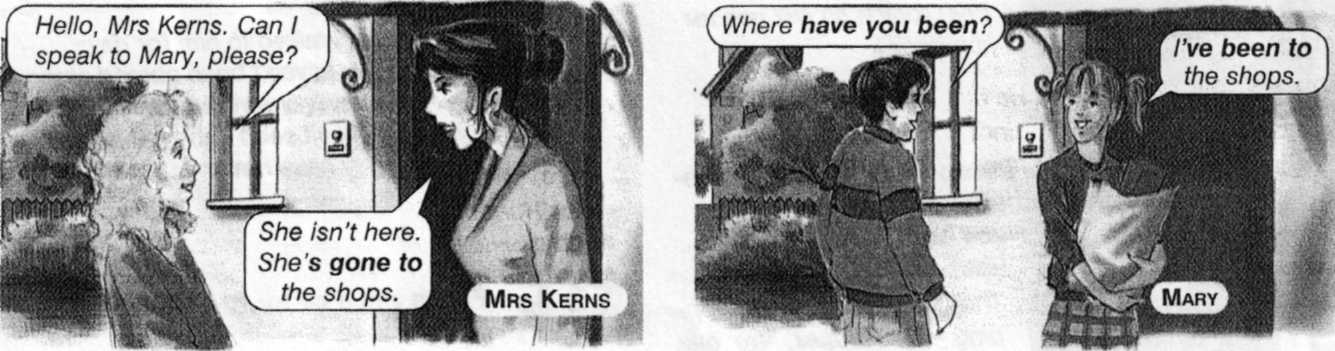 Hello, Mrs Kerns. Can I
speak to Mary, please?
She isn't here.
She's gone to
the shops.
MRS KERNS
Where have you been?
I've been to
the shops.
MARY